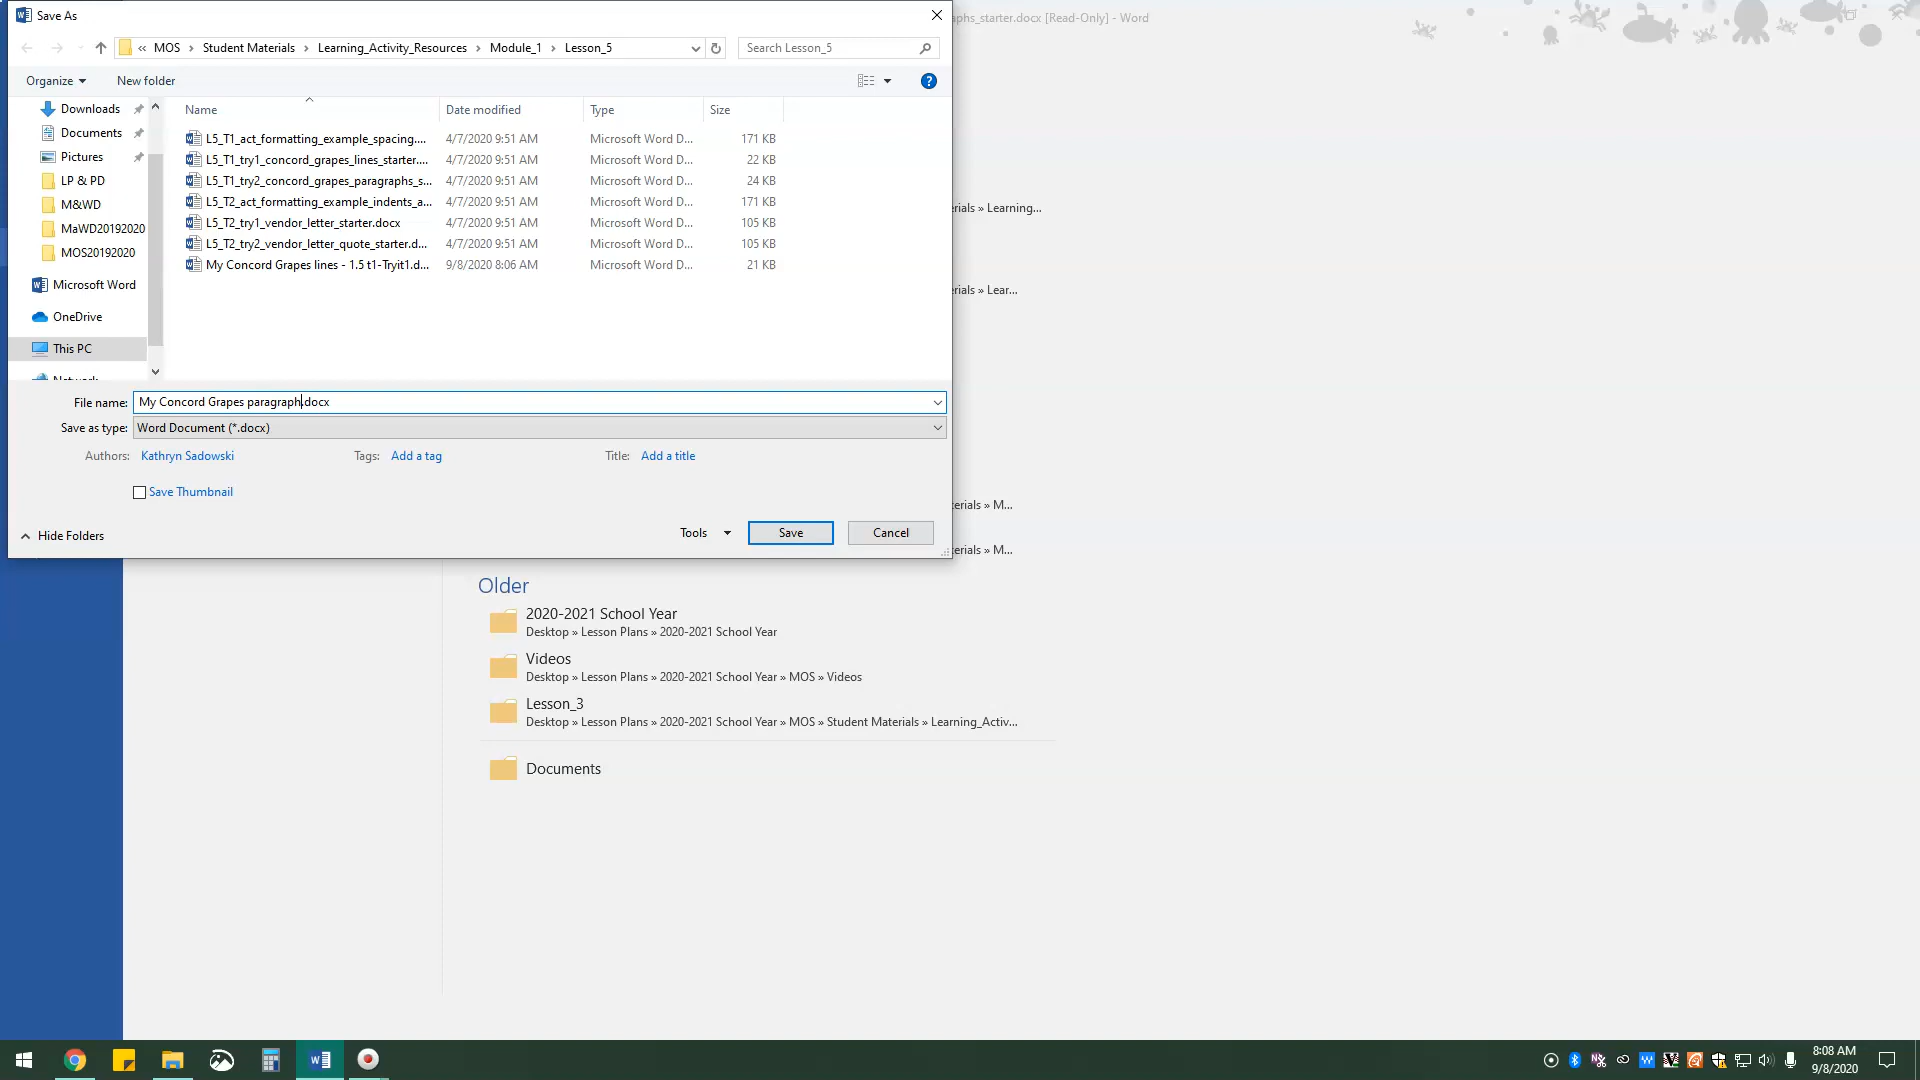 Save As
aphs_starter.docx [Read-Only] - Word
« MOS › Student Materials › Learning_Activity_Resources › Module_1 › Lesson_5
Search Lesson_5
Organize
New folder
Name
Date modified
Type
Size
Downloads
Documents
Pictures
LP & PD
M&WD
MaWD20192020
MOS20192020
Microsoft Word
OneDrive
This PC
Network
L5_T1_act_formatting_example_spacing.... 4/7/2020 9:51 AM Microsoft Word D... 171 KB
L5_T1_try1_concord_grapes_lines_starter.... 4/7/2020 9:51 AM Microsoft Word D... 22 KB
L5_T1_try2_concord_grapes_paragraphs_s... 4/7/2020 9:51 AM Microsoft Word D... 24 KB
L5_T2_act_formatting_example_indents_a... 4/7/2020 9:51 AM Microsoft Word D... 171 KB
L5_T2_try1_vendor_letter_starter.docx 4/7/2020 9:51 AM Microsoft Word D... 105 KB
L5_T2_try2_vendor_letter_quote_starter.d... 4/7/2020 9:51 AM Microsoft Word D... 105 KB
My Concord Grapes lines - 1.5 t1-Tryit1.d... 9/8/2020 8:06 AM Microsoft Word D... 21 KB
File name: My Concord Grapes paragraph.docx
Save as type: Word Document (*.docx)
Authors: Kathryn Sadowski
Tags: Add a tag
Title: Add a title
Save Thumbnail
Hide Folders
Tools
Save
Cancel
erials » Learning...
erials » Lear...
erials » M...
erials » M...
Older
2020-2021 School Year
Desktop » Lesson Plans » 2020-2021 School Year
Videos
Desktop » Lesson Plans » 2020-2021 School Year » MOS » Videos
Lesson_3
Desktop » Lesson Plans » 2020-2021 School Year » MOS » Student Materials » Learning_Activ...
Documents
8:08 AM
9/8/2020